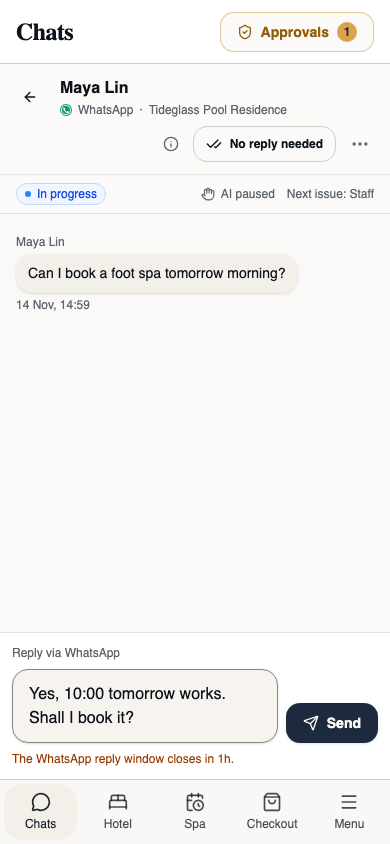 Chats
Approvals 1
Maya Lin
WhatsApp · Tideglass Pool Residence
No reply needed
In progress
AI paused
Next issue: Staff
Maya Lin
Can I book a foot spa tomorrow morning?
14 Nov, 14:59
Reply via WhatsApp
Yes, 10:00 tomorrow works.
Shall I book it?
Send
The WhatsApp reply window closes in 1h.
Chats
Hotel
Spa
Checkout
Menu